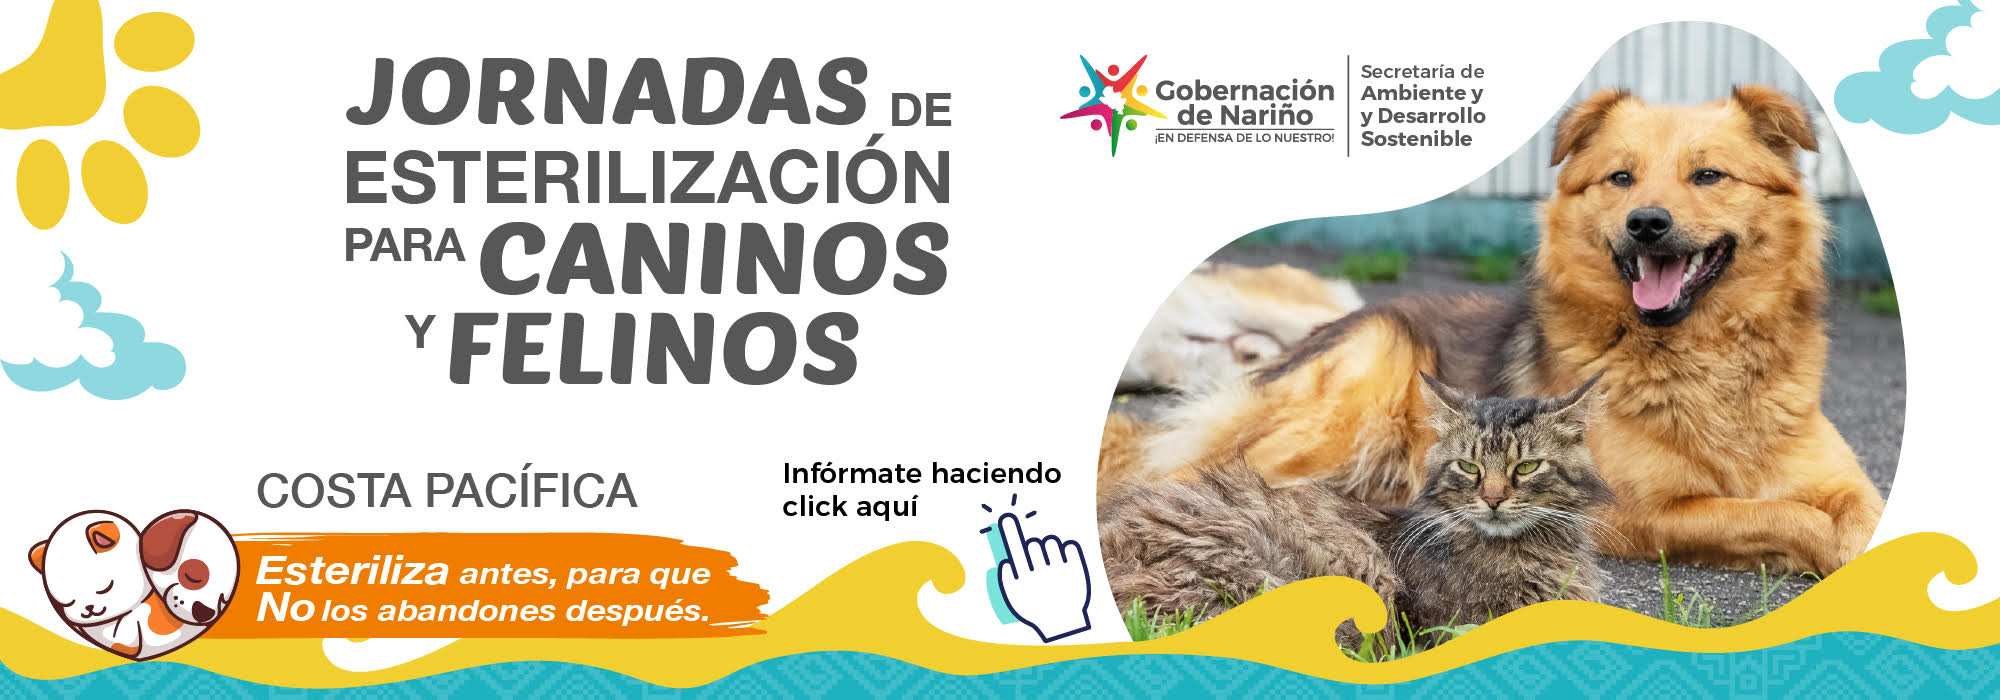 JORNADAS DE
ESTERILIZACIÓN
PARA CANINOS
Y FELINOS
Gobernación
de Nariño
¡EN DEFENSA DE LO NUESTRO!
Secretaría de
Ambiente y
y Desarrollo
Sostenible
COSTA PACÍFICA
Esteriliza antes, para que
No los abandones después.
Infórmate haciendo
click aquí